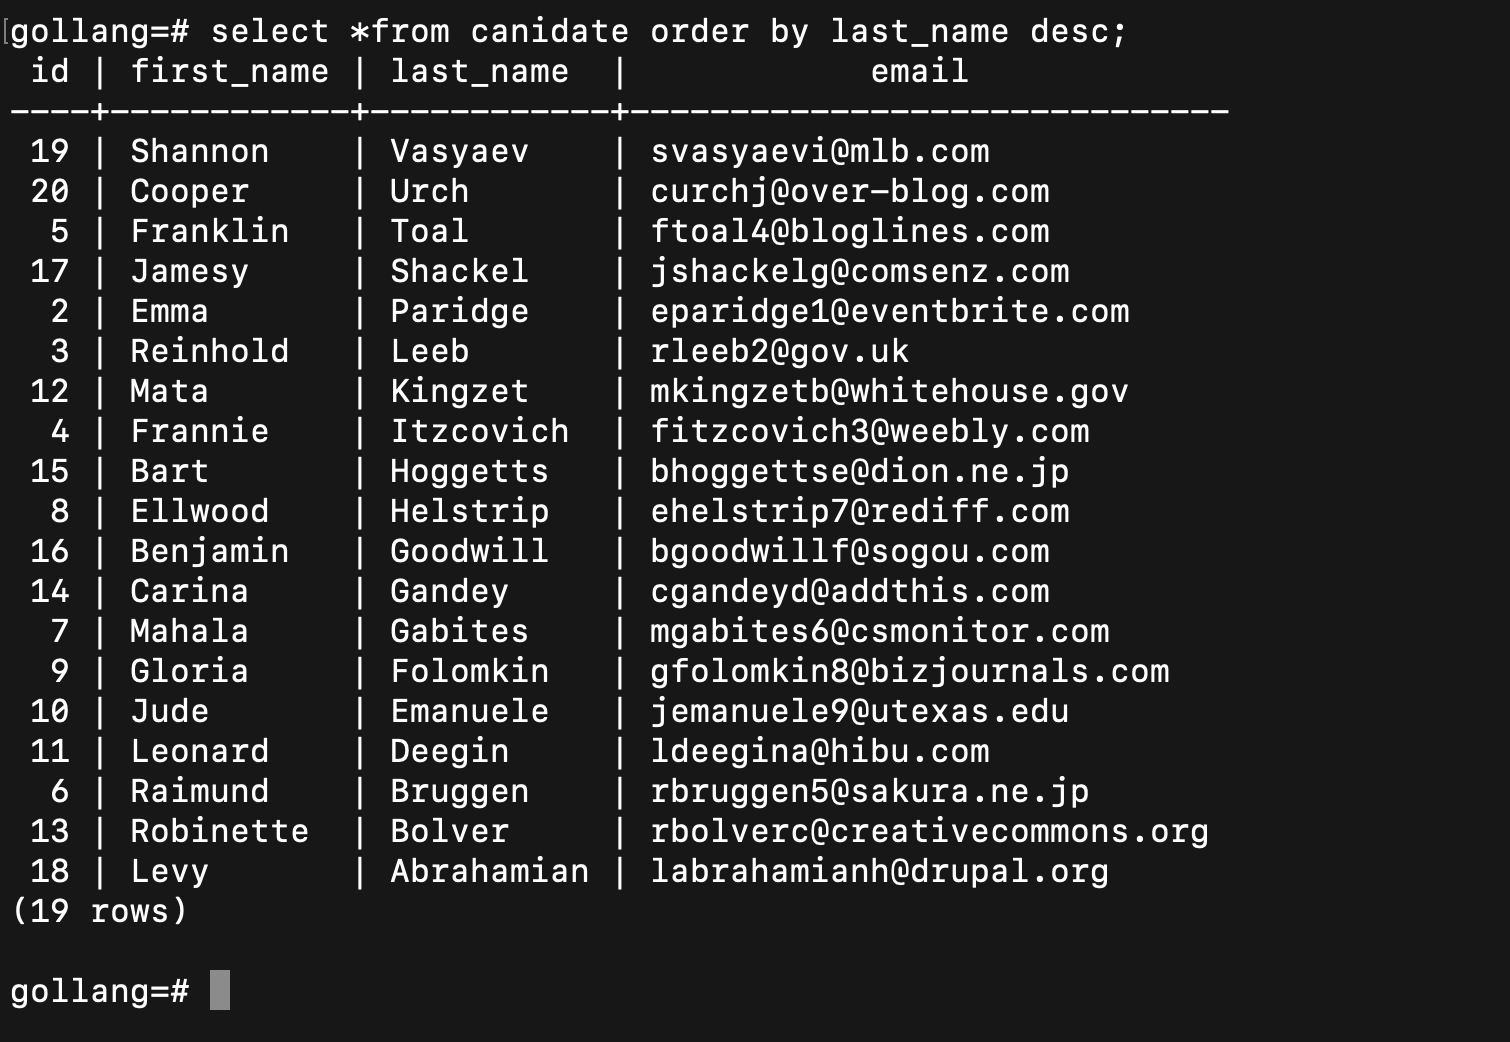 [gollang=# select *from canidate order by last_name desc;
 id | first_name | last_name  |            email
----+------------+------------+------------------------------
 19 | Shannon    | Vasyaev    | svasyaevi@mlb.com
 20 | Cooper     | Urch       | curchj@over-blog.com
  5 | Franklin   | Toal       | ftoal4@bloglines.com
 17 | Jamesy     | Shackel    | jshackelg@comsenz.com
  2 | Emma       | Paridge    | eparidge1@eventbrite.com
  3 | Reinhold   | Leeb       | rleeb2@gov.uk
 12 | Mata       | Kingzet    | mkingzetb@whitehouse.gov
  4 | Frannie    | Itzcovich  | fitzcovich3@weebly.com
 15 | Bart       | Hoggetts   | bhoggettse@dion.ne.jp
  8 | Ellwood    | Helstrip   | ehelstrip7@rediff.com
 16 | Benjamin   | Goodwill   | bgoodwillf@sogou.com
 14 | Carina     | Gandey     | cgandeyd@addthis.com
  7 | Mahala     | Gabites    | mgabites6@csmonitor.com
  9 | Gloria     | Folomkin   | gfolomkin8@bizjournals.com
 10 | Jude       | Emanuele   | jemanuele9@utexas.edu
 11 | Leonard    | Deegin     | ldeegina@hibu.com
  6 | Raimund    | Bruggen    | rbruggen5@sakura.ne.jp
 13 | Robinette  | Bolver     | rbolverc@creativecommons.org
 18 | Levy       | Abrahamian | labrahamianh@drupal.org
(19 rows)
gollang=#